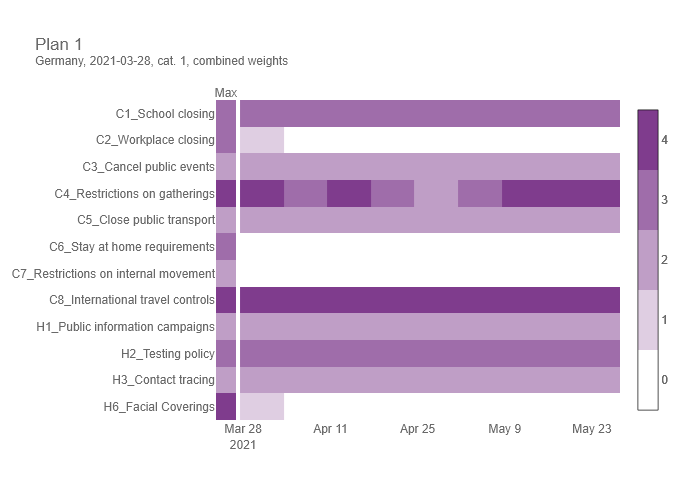 Plan 1
Germany, 2021-03-28, cat. 1, combined weights
Max
C1_School closing
C2_Workplace closing
C3_Cancel public events
C4_Restrictions on gatherings
C5_Close public transport
C6_Stay at home requirements
C7_Restrictions on internal movement
C8_International travel controls
H1_Public information campaigns
H2_Testing policy
H3_Contact tracing
H6_Facial Coverings
Mar 28 Apr 11 Apr 25 May 9 May 23
2021
4
3
2
1
0